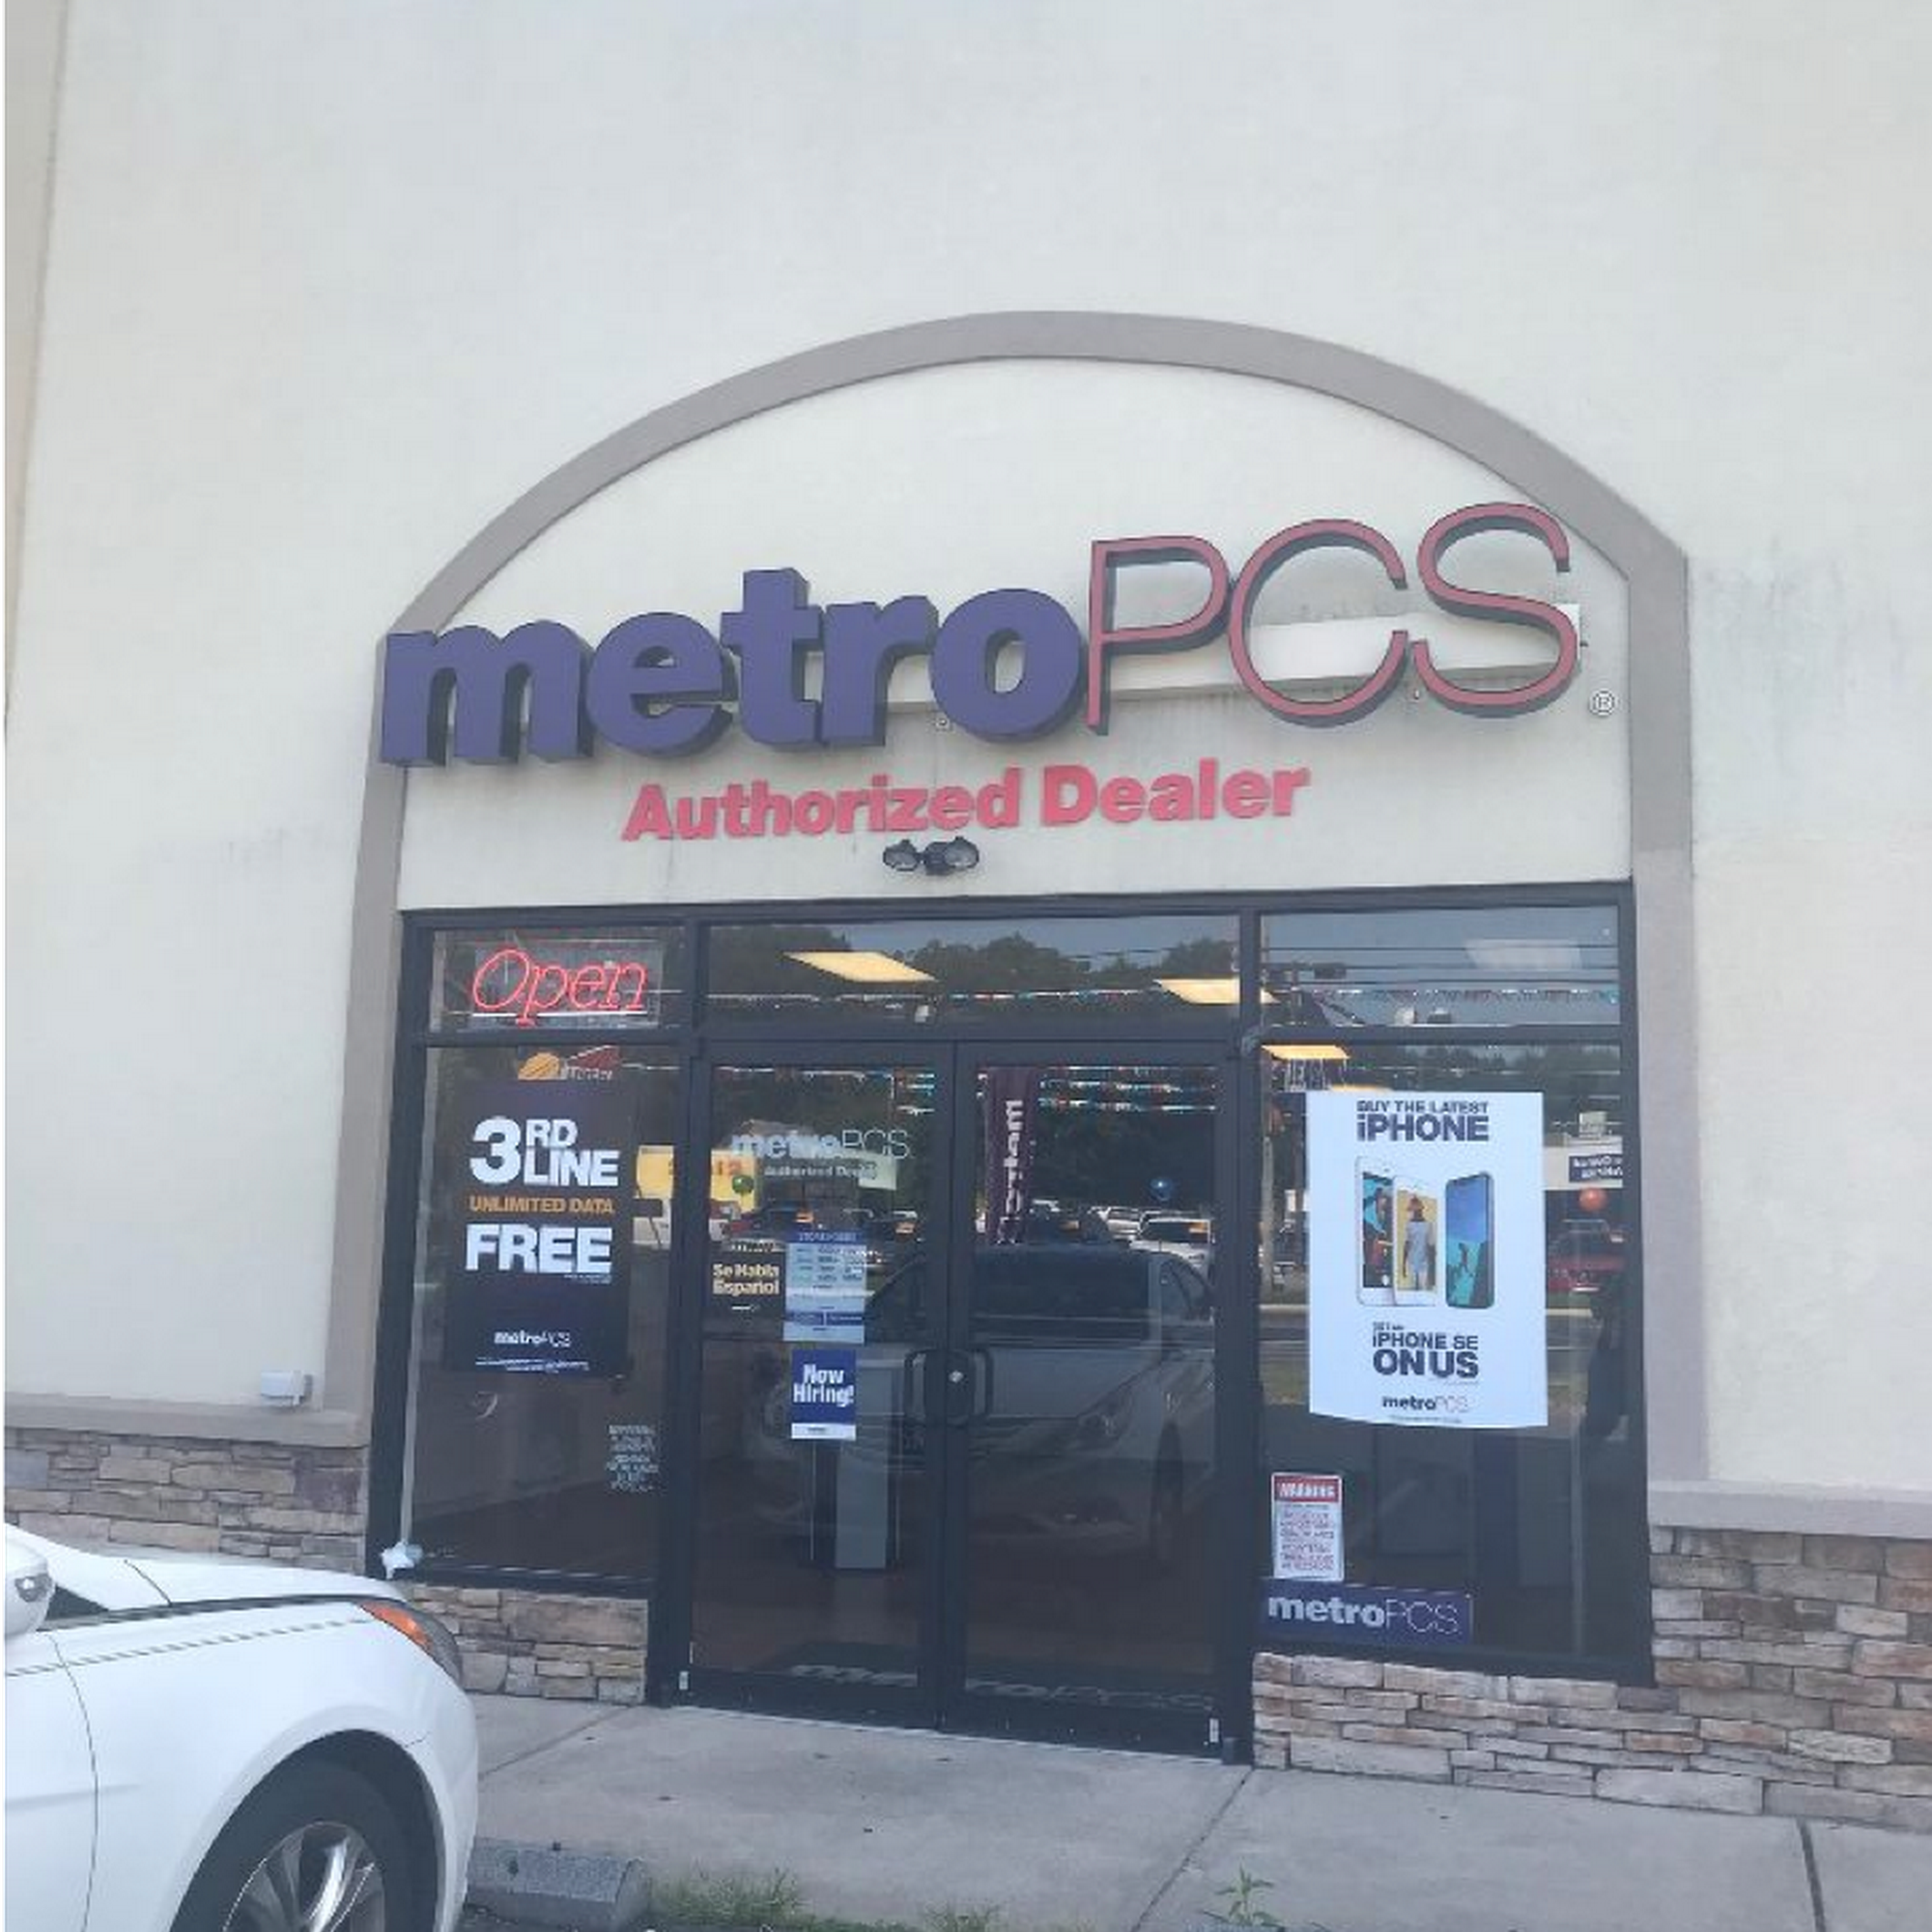 metroPCS®
Authorized Dealer
Open
3RD
LINE
UNLIMITED DATA
FREE
metroPCS
metroPCS.
Authorized Dealer
Se Habla
Español
Now
Hiring!
BUY THE LATEST
iPHONE
iPHONE SE
ON US
metroPCS.
WARNING
metroPCS.